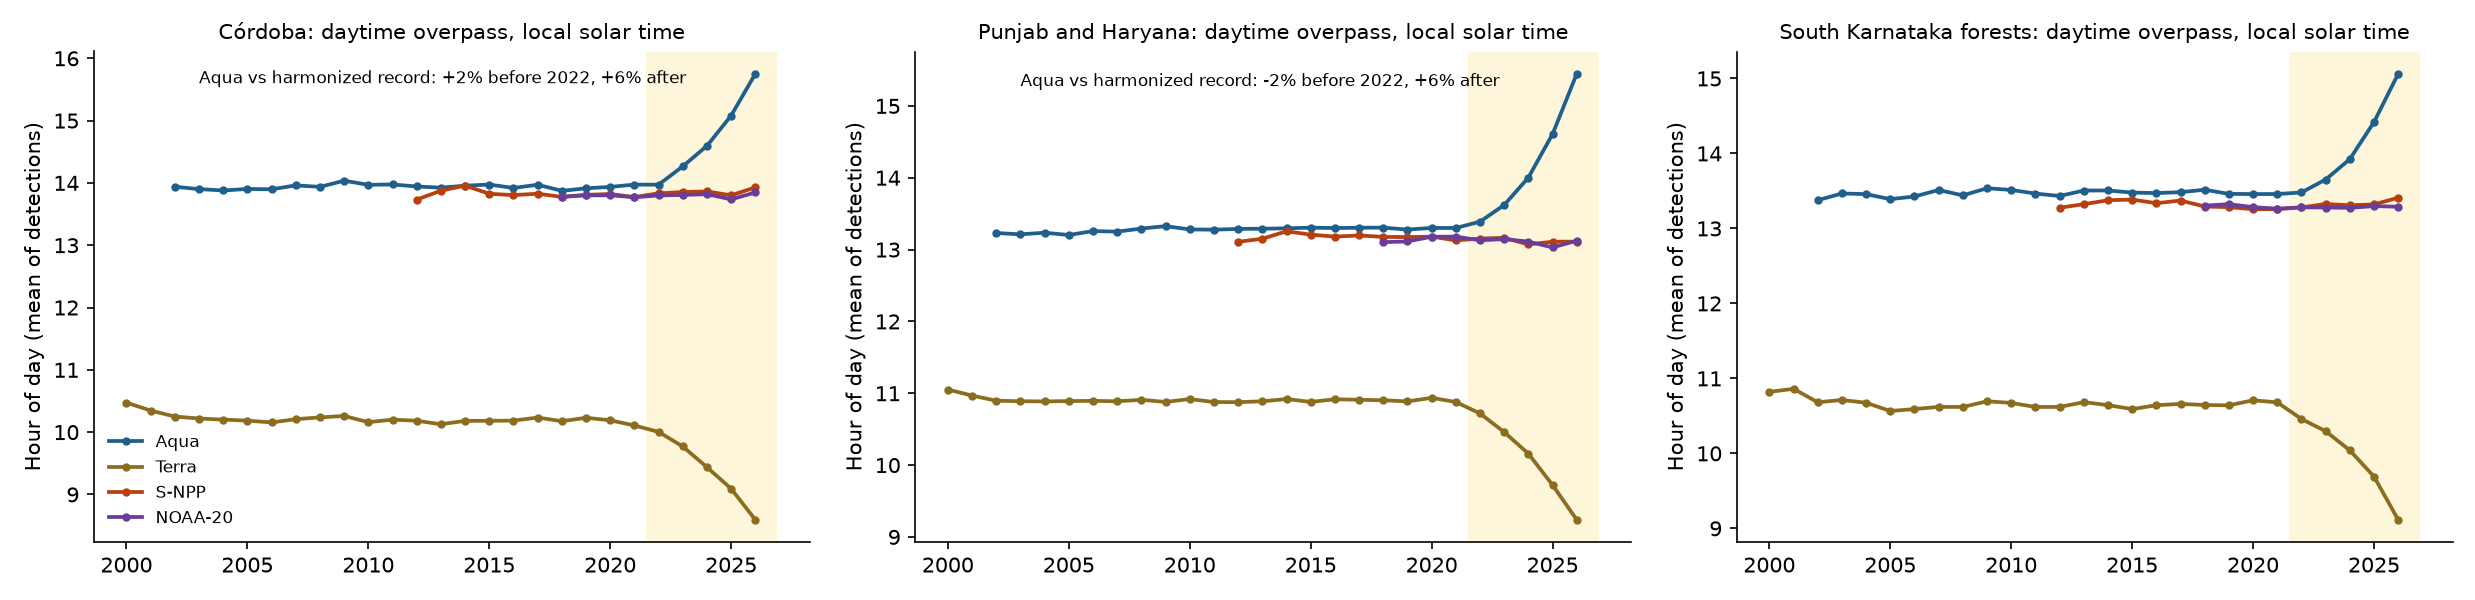 Córdoba: daytime overpass, local solar time
Aqua vs harmonized record: +2% before 2022, +6% after
Hour of day (mean of detections)
16
15
14
13
12
11
10
9
Aqua
Terra
S-NPP
NOAA-20
2000 2005 2010 2015 2020 2025
Punjab and Haryana: daytime overpass, local solar time
Aqua vs harmonized record: -2% before 2022, +6% after
Hour of day (mean of detections)
15
14
13
12
11
10
9
2000 2005 2010 2015 2020 2025
South Karnataka forests: daytime overpass, local solar time
Hour of day (mean of detections)
15
14
13
12
11
10
9
2000 2005 2010 2015 2020 2025